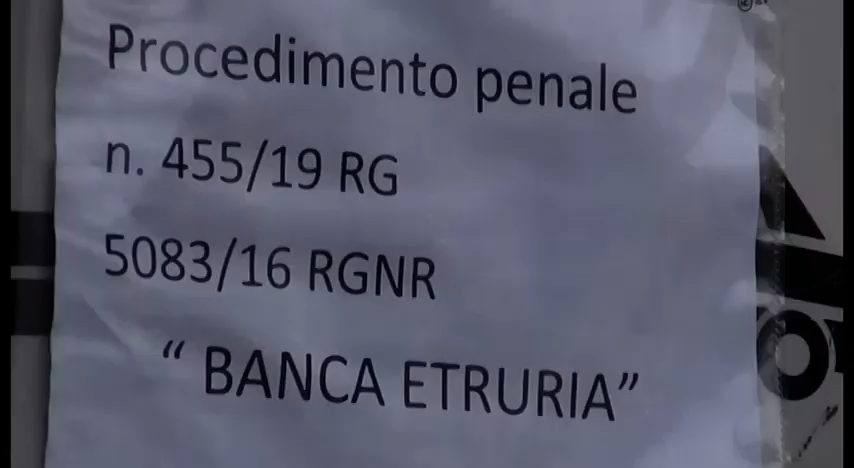 Procedimento penale
n. 455/19 RG
5083/16 RGNR
“ BANCA ETRURIA”